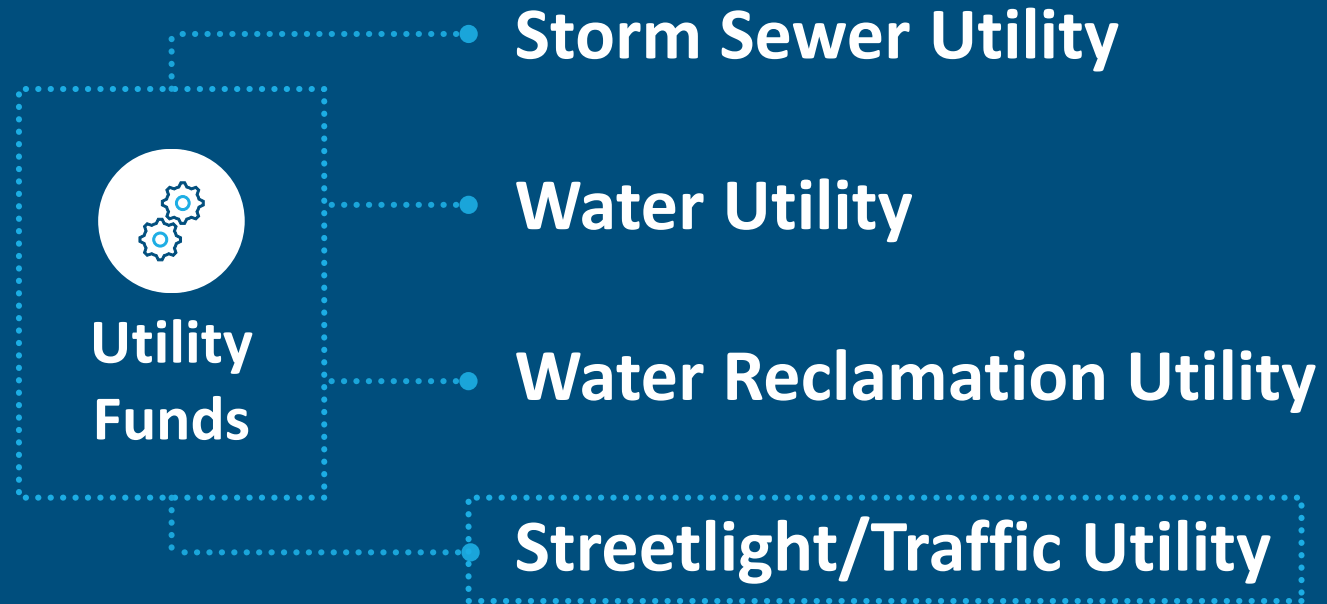 Storm Sewer Utility
Water Utility
Utility
Funds
Water Reclamation Utility
Streetlight/Traffic Utility